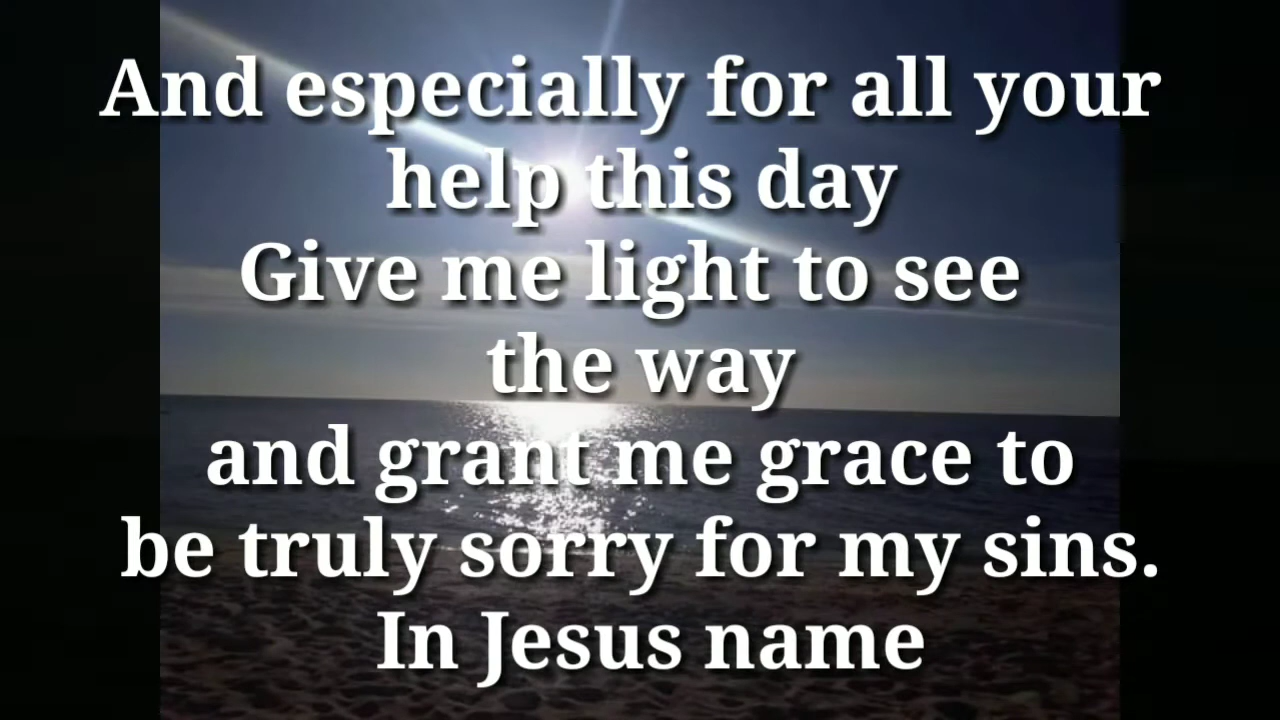 And especially for all your
help this day
Give me light to see
the way
and grant me grace to
be truly sorry for my sins.
In Jesus name